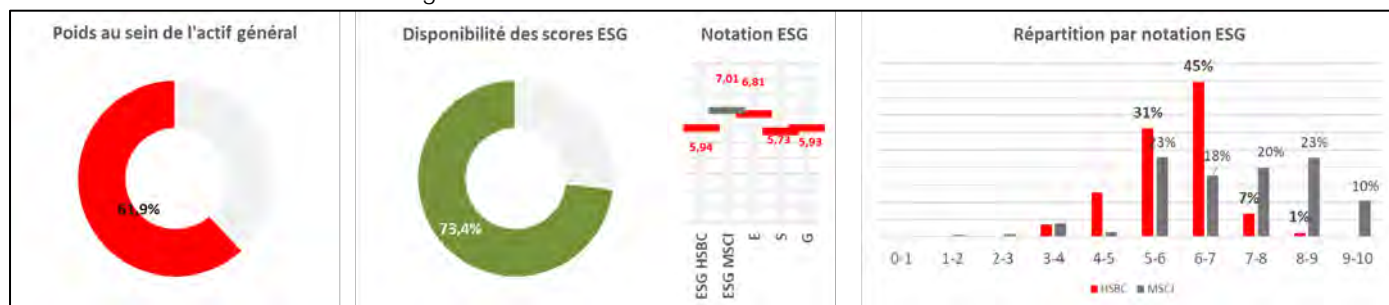 Poids au sein de l'actif général
61,9%
Disponibilité des scores ESG
73,4%
Notation ESG
7,01
6,81
5,94
5,73
5,93
ESG HSBC
ESG MSCI
E
S
G
Répartition par notation ESG
45%
31%
23%
18%
20%
23%
7%
1%
10%
0-1 1-2 2-3 3-4 4-5 5-6 6-7 7-8 8-9 9-10
HSBC MSCI